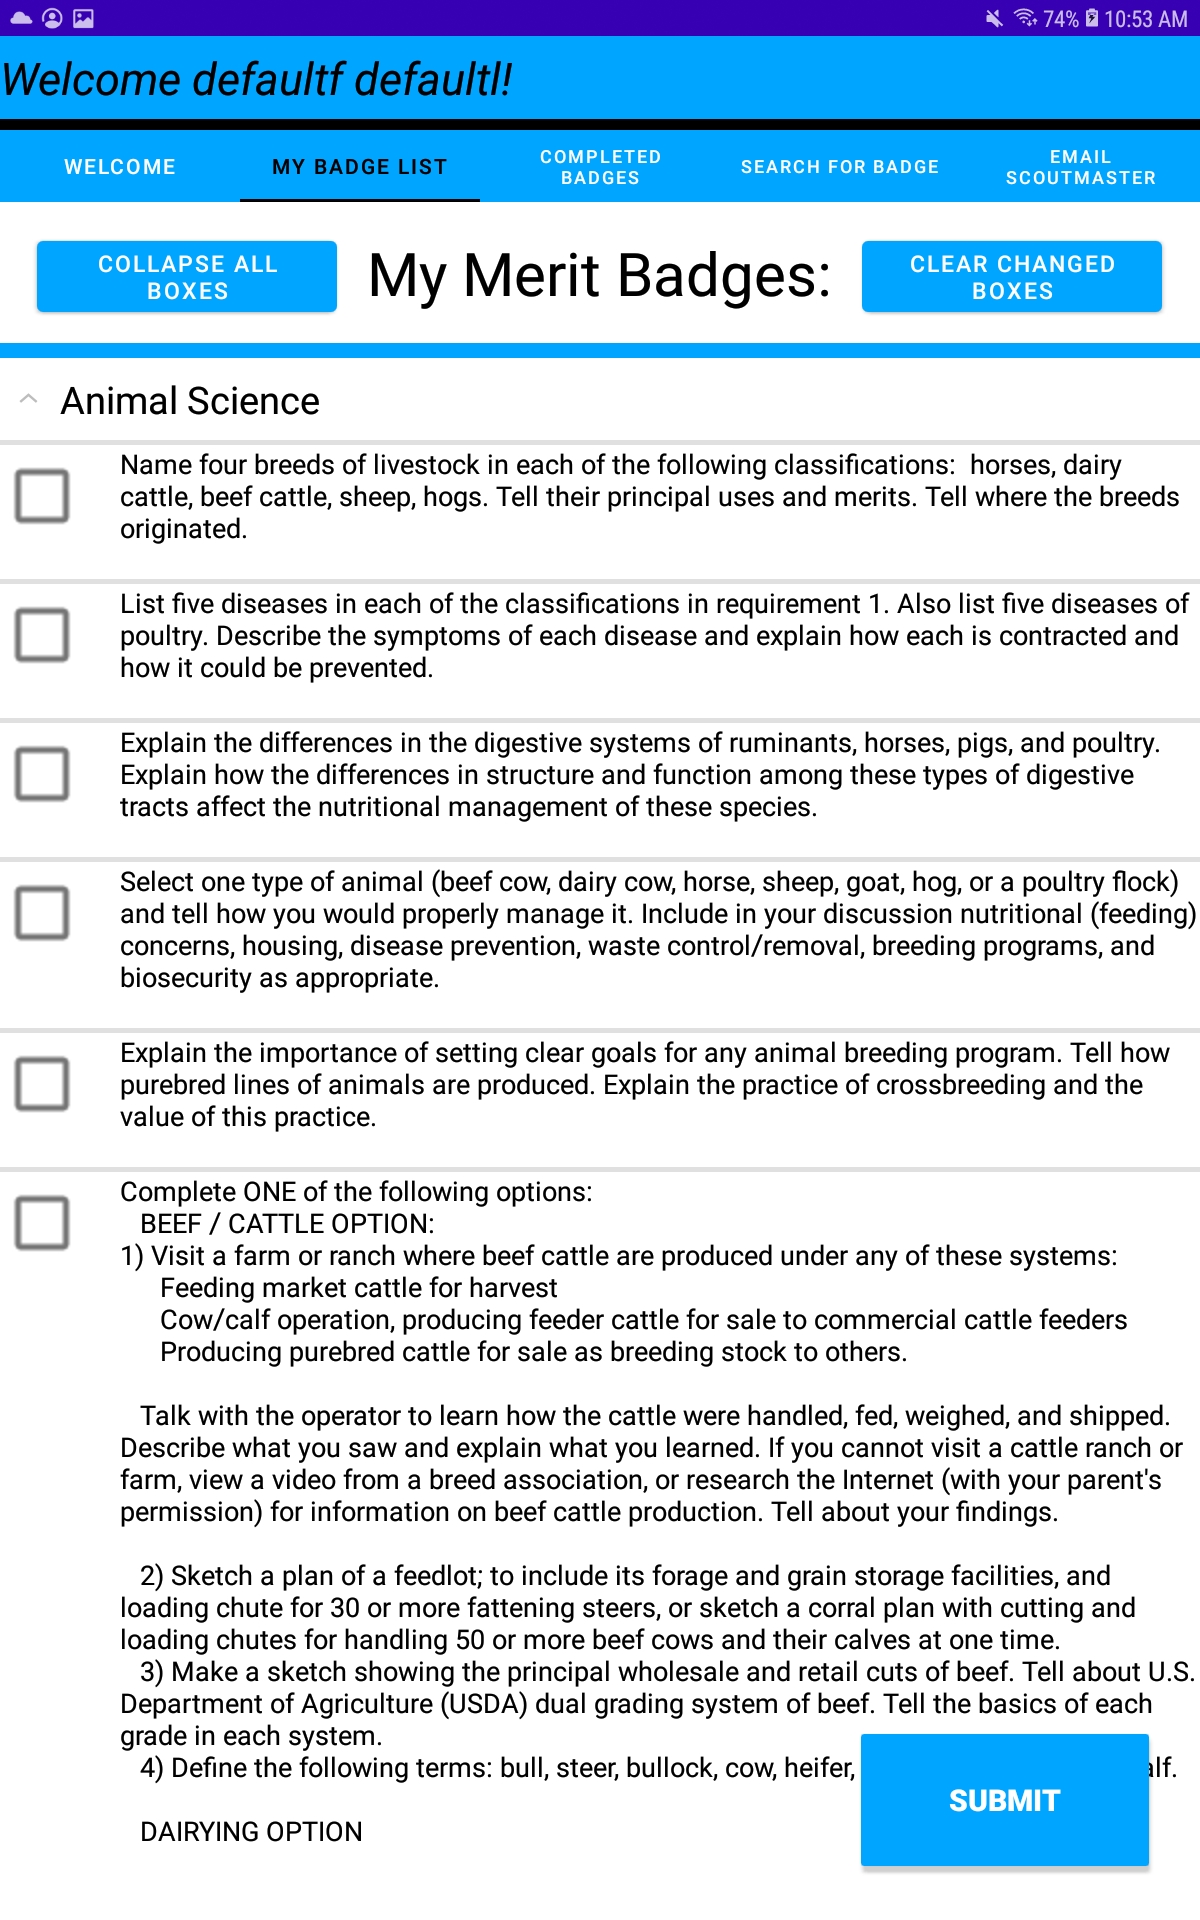 74% 10:53 AM
Welcome defaultf defaultl!
WELCOME
MY BADGE LIST
COMPLETED
BADGES
SEARCH FOR BADGE
EMAIL
SCOUTMASTER
COLLAPSE ALL
BOXES
My Merit Badges:
CLEAR CHANGED
BOXES
Animal Science
Name four breeds of livestock in each of the following classifications:  horses, dairy
cattle, beef cattle, sheep, hogs. Tell their principal uses and merits. Tell where the breeds
originated.
List five diseases in each of the classifications in requirement 1. Also list five diseases of
poultry. Describe the symptoms of each disease and explain how each is contracted and
how it could be prevented.
Explain the differences in the digestive systems of ruminants, horses, pigs, and poultry.
Explain how the differences in structure and function among these types of digestive
tracts affect the nutritional management of these species.
Select one type of animal (beef cow, dairy cow, horse, sheep, goat, hog, or a poultry flock)
and tell how you would properly manage it. Include in your discussion nutritional (feeding)
concerns, housing, disease prevention, waste control/removal, breeding programs, and
biosecurity as appropriate.
Explain the importance of setting clear goals for any animal breeding program. Tell how
purebred lines of animals are produced. Explain the practice of crossbreeding and the
value of this practice.
Complete ONE of the following options:
BEEF / CATTLE OPTION:
1) Visit a farm or ranch where beef cattle are produced under any of these systems:
Feeding market cattle for harvest
Cow/calf operation, producing feeder cattle for sale to commercial cattle feeders
Producing purebred cattle for sale as breeding stock to others.
Talk with the operator to learn how the cattle were handled, fed, weighed, and shipped.
Describe what you saw and explain what you learned. If you cannot visit a cattle ranch or
farm, view a video from a breed association, or research the Internet (with your parent's
permission) for information on beef cattle production. Tell about your findings.
2) Sketch a plan of a feedlot; to include its forage and grain storage facilities, and
loading chute for 30 or more fattening steers, or sketch a corral plan with cutting and
loading chutes for handling 50 or more beef cows and their calves at one time.
3) Make a sketch showing the principal wholesale and retail cuts of beef. Tell about U.S.
Department of Agriculture (USDA) dual grading system of beef. Tell the basics of each
grade in each system.
4) Define the following terms: bull, steer, bullock, cow, heifer, alf.
SUBMIT
DAIRYING OPTION